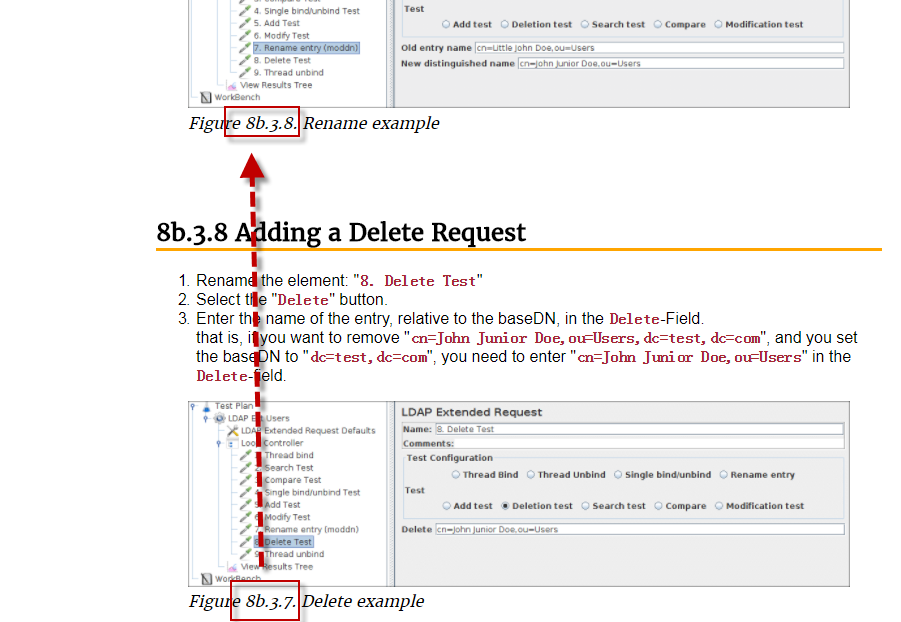 4. Single bind/unbind Test
5. Add Test
6. Modify Test
7. Rename entry (moddn)
8. Delete Test
9. Thread unbind
View Results Tree
WorkBench
Test
Add test Deletion test Search test Compare Modification test
Old entry name cn=Little John Doe,ou=Users
New distinguished name cn=John Junior Doe,ou=Users
Figure 8b.3.8. Rename example
8b.3.8 Adding a Delete Request
1. Rename the element: "8. Delete Test"
2. Select the "Delete" button.
3. Enter the name of the entry, relative to the baseDN, in the Delete-Field.
that is, if you want to remove "cn=John Junior Doe,ou=Users,dc=test,dc=com", and you set
the baseDN to "dc=test,dc=com", you need to enter "cn=John Junior Doe,ou=Users" in the
Delete-field.
Test Plan
LDAP Ext Users
LDAP Extended Request Defaults
Loop Controller
Thread bind
2. Search Test
3. Compare Test
4. Single bind/unbind Test
5. Add Test
6. Modify Test
7. Rename entry (moddn)
8. Delete Test
9. Thread unbind
View Results Tree
WorkBench
LDAP Extended Request
Name: 8. Delete Test
Comments:
Test Configuration
Thread Bind Thread Unbind Single bind/unbind Rename entry
Test
Add test Deletion test Search test Compare Modification test
Delete cn=John Junior Doe,ou=Users
Figure 8b.3.7. Delete example